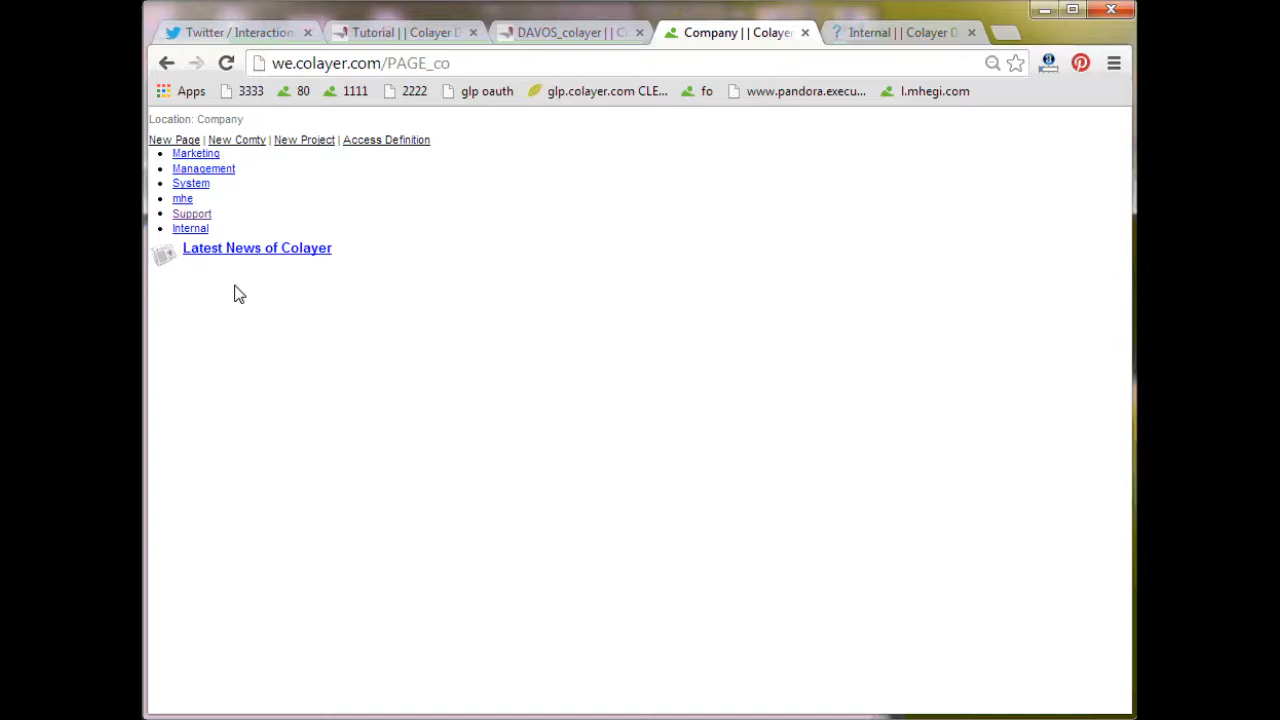 Twitter / Interaction
Tutorial || Colayer D
DAVOS_colayer || C
Company || Colayer
Internal || Colayer D
we.colayer.com/PAGE_co
Apps 3333 80 1111 2222 glp oauth glp.colayer.com CLE... fo www.pandora.execu... l.mhegi.com
Location: Company
New Page | New Comty | New Project | Access Definition
Marketing
Management
System
mhe
Support
Internal
Latest News of Colayer